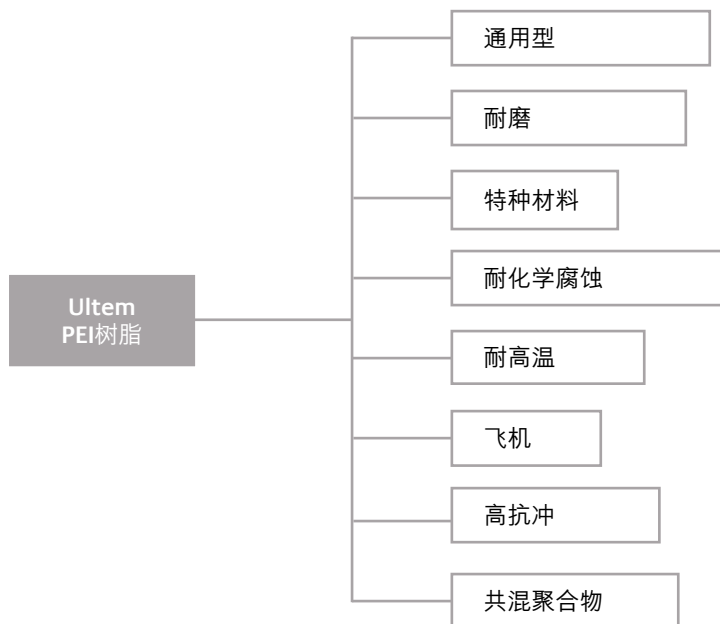 Ultem
PEI树脂
通用型
耐磨
特种材料
耐化学腐蚀
耐高温
飞机
高抗冲
共混聚合物